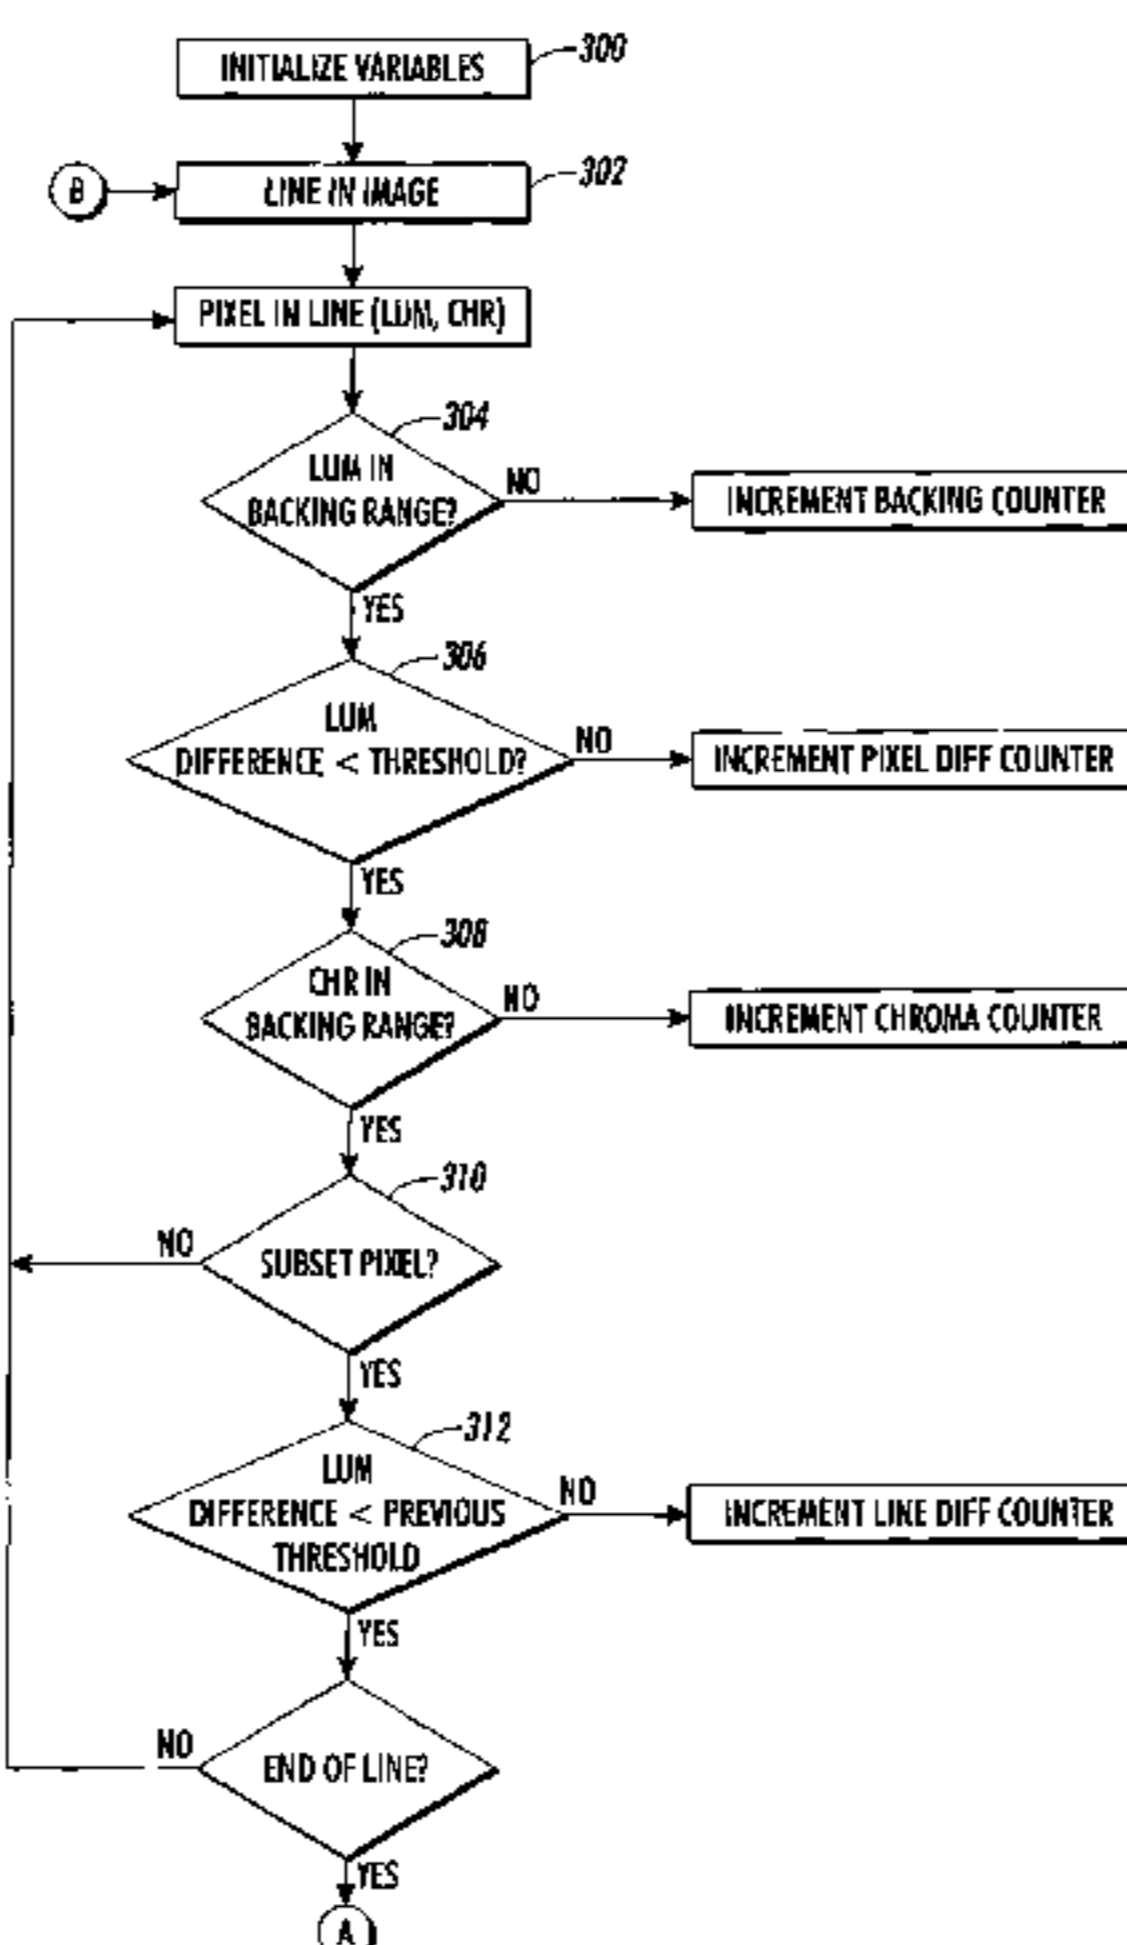 INITIALIZE VARIABLES
300
B
LINE IN IMAGE
302
PIXEL IN LINE (LUM, CHR)
304
LUM IN
BACKING RANGE?
NO
INCREMENT BACKING COUNTER
YES
306
LUM
DIFFERENCE < THRESHOLD?
NO
INCREMENT PIXEL DIFF COUNTER
YES
308
CHR IN
BACKING RANGE?
NO
INCREMENT CHROMA COUNTER
YES
310
SUBSET PIXEL?
NO
YES
312
LUM
DIFFERENCE < PREVIOUS
THRESHOLD
NO
INCREMENT LINE DIFF COUNTER
YES
END OF LINE?
NO
YES
A